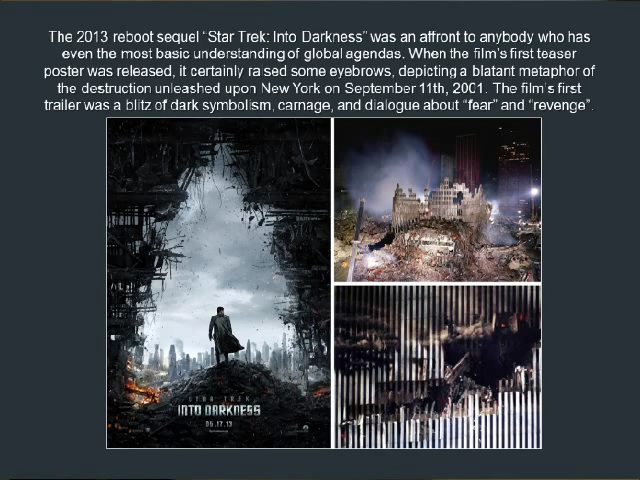 The 2013 reboot sequel “Star Trek: Into Darkness” was an affront to anybody who has
even the most basic understanding of global agendas. When the film’s first teaser
poster was released, it certainly raised some eyebrows, depicting a blatant metaphor of
the destruction unleashed upon New York on September 11th, 2001. The film’s first
trailer was a blitz of dark symbolism, carnage, and dialogue about “fear” and “revenge”.
STAR TREK
INTO DARKNESS
05.17.13